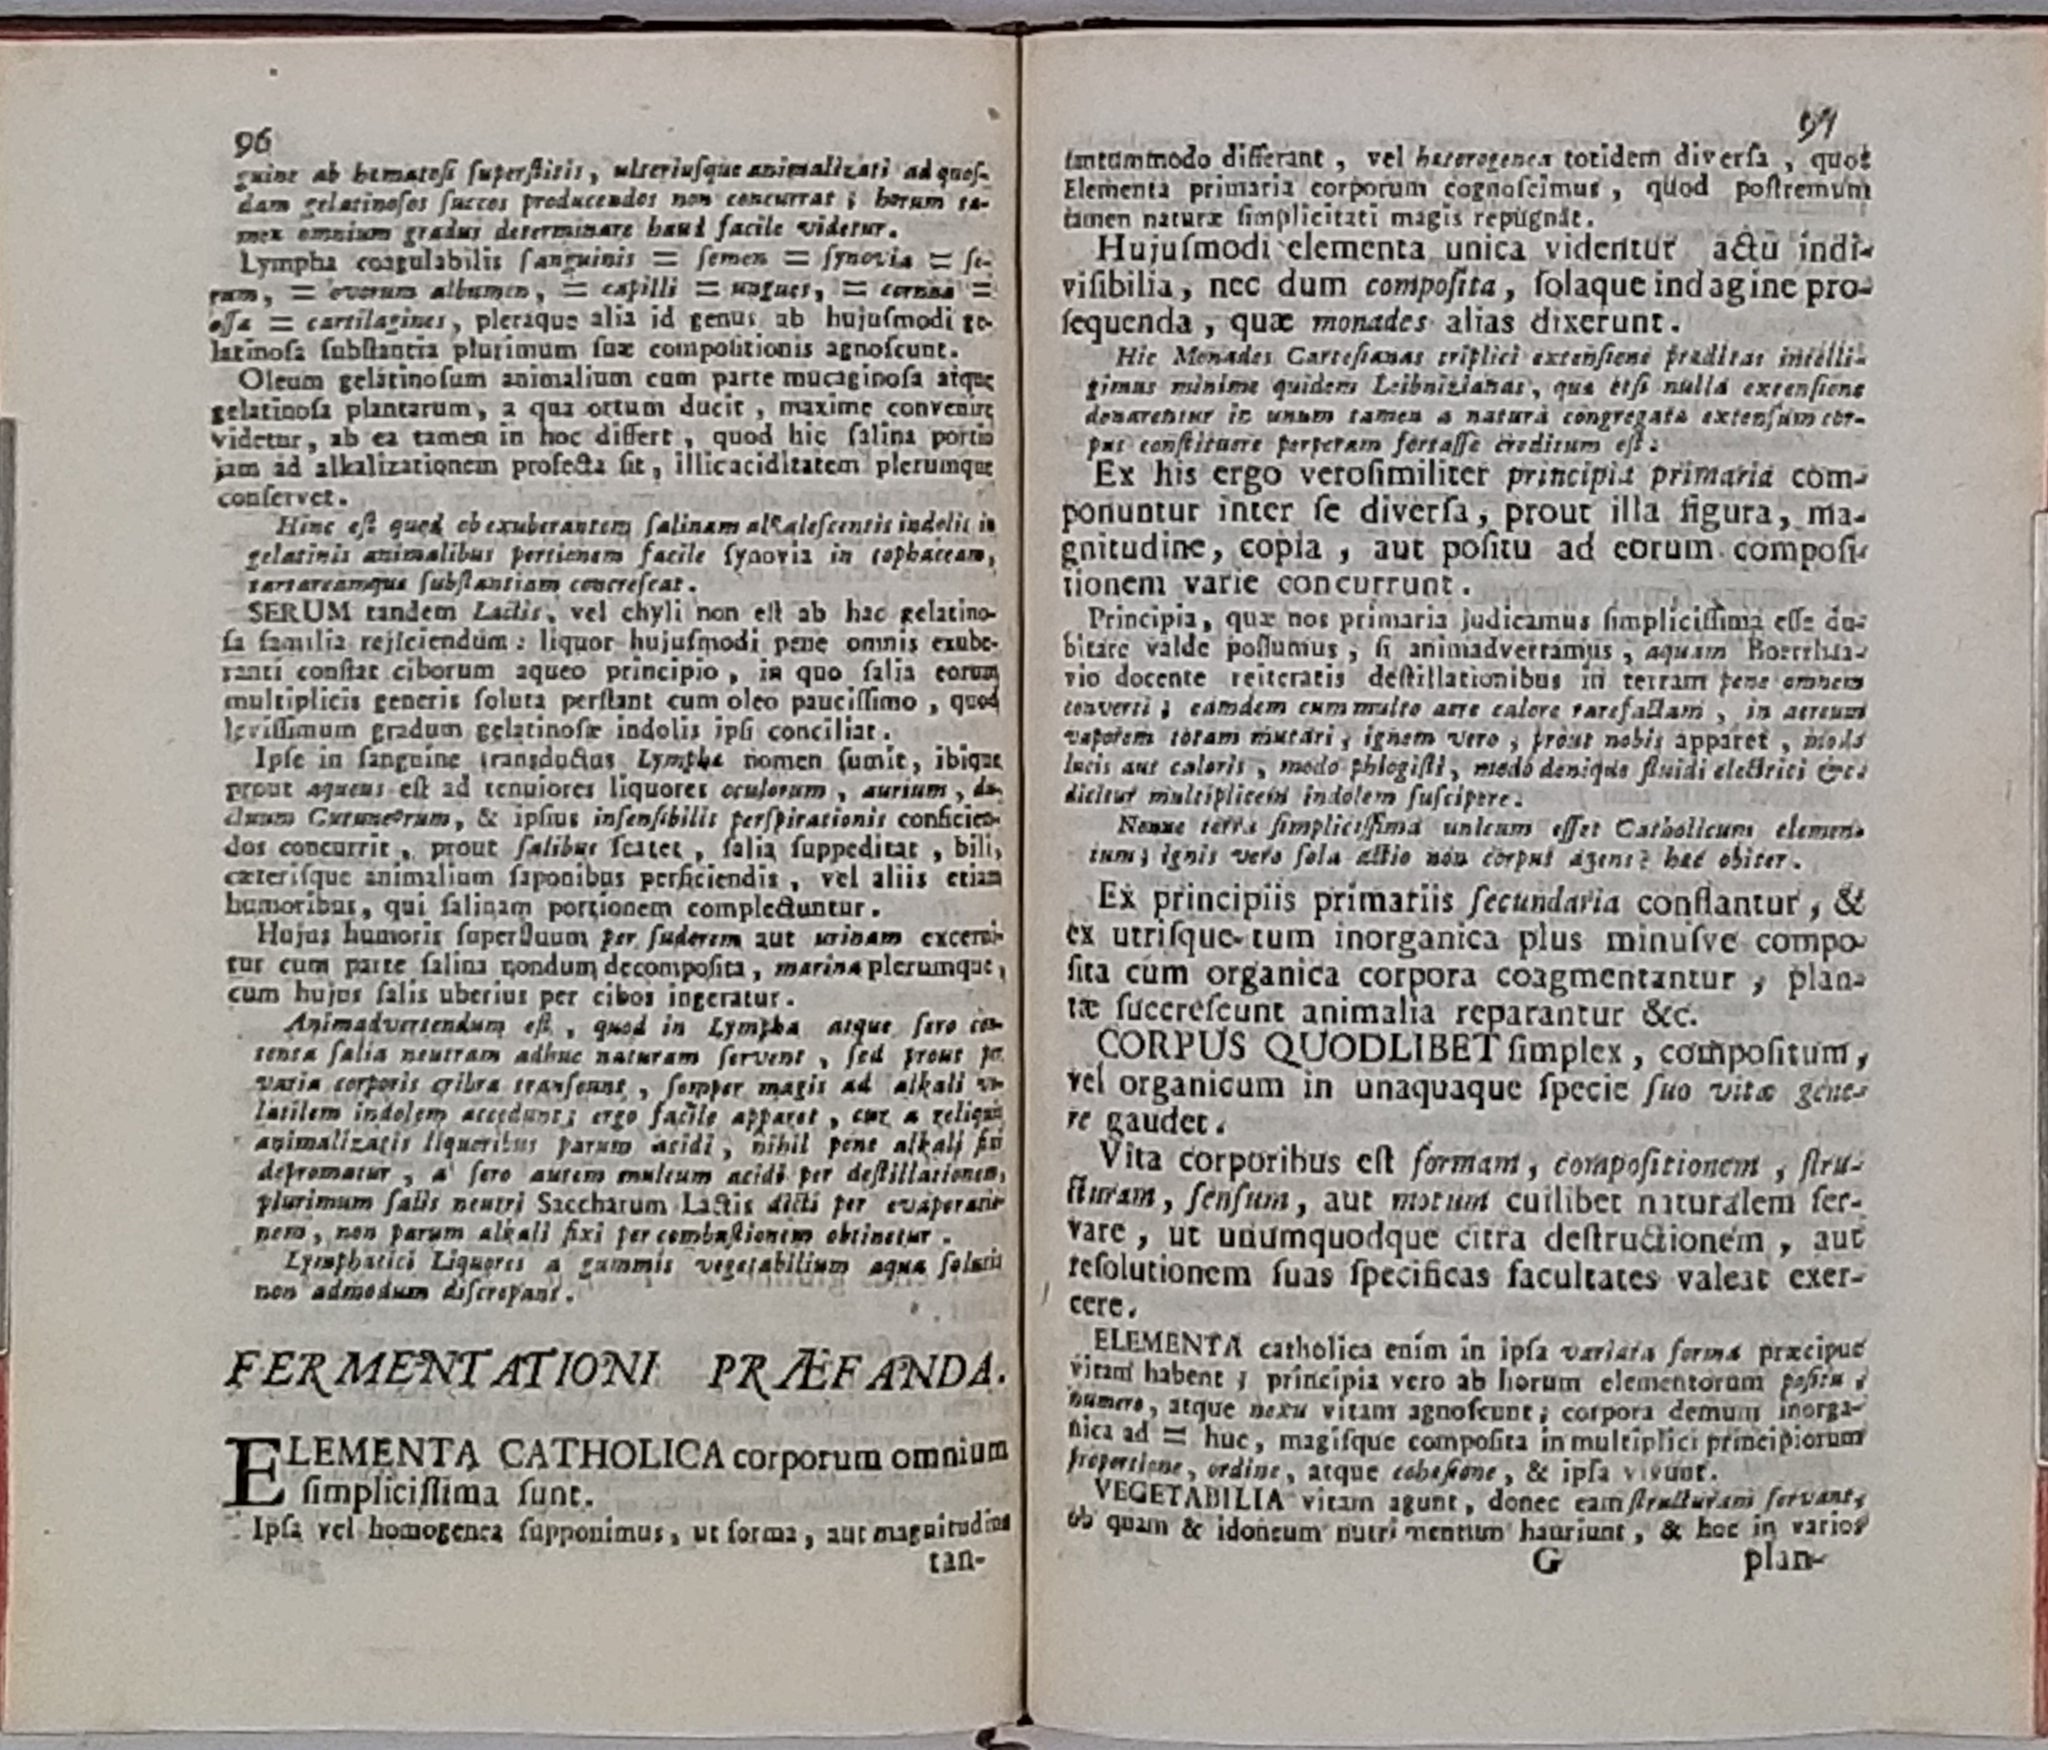 96
guine ab hematosi ſuperſtitis, ulteriuſque animalizati ad quoſ-
dam gelatinoſos ſuccos producendos non concurrat; horum ta-
men omnium gradus determinare haud facile videtur.
Lympha coagulabilis ſanguinis = ſemen = ſynovia = ſe-
rum, = ovorum albumen, = capilli = ungues, = cornua =
oſſa = cartilagines, pleraque alia id genus ab hujuſmodi ge-
latinoſa ſubſtantia plurimum ſuæ compoſitionis agnoſcunt.
Oleum gelatinoſum animalium cum parte mucaginoſa atque
gelatinoſa plantarum, a qua ortum ducit, maxime convenire
videtur, ab ea tamen in hoc differt, quod hic ſalina portio
jam ad alkalizationem profecta ſit, illic aciditatem plerumque
conſervet.
Hinc eſt quod ob exuberantem ſalinam alkaleſcentis indolis in
gelatinis animalibus portionem facile ſynovia in tophaceam,
tartareamque ſubſtantiam concreſcat.
SERUM tandem Lactis, vel chyli non eſt ab hac gelatino-
ſa familia rejiciendum: liquor hujuſmodi pene omnis exube-
ranti conſtat ciborum aqueo principio, in quo ſalia eorum
multiplicis generis ſoluta perſtant cum oleo pauciſſimo, quod
leviſſimum gradum gelatinoſæ indolis ipſi conciliat.
Ipſe in ſanguine transductus Lymphæ nomen ſumit, ibique
prout aqueus eſt ad tenuiores liquores oculorum, aurium, du-
ctuum Cutuneorum, & ipſius inſenſibilis perſpirationis conficien-
dos concurrit, prout ſalibus ſcatet, ſalia ſuppeditat, bili,
cæteriſque animalium ſaponibus perficiendis, vel aliis etiam
humoribus, qui ſalinam portionem complectuntur.
Hujus humoris ſuperfluum per ſudorem aut urinam excerni-
tur cum parte ſalina nondum decompoſita, marina plerumque,
cum hujus ſalis uberius per cibos ingeratur.
Animadvertendum eſt, quod in Lympha atque ſero con-
tenta ſalia neutram adhuc naturam ſervent, ſed prout per
varia corporis cribra tranſeunt, ſemper magis ad alkali vo-
latilem indolem accedunt; ergo facile apparet, cur a reliquis
animalizatis liquoribus parum acidi, nihil pene alkali fixi
depromatur, a ſero autem multum acidi per deſtillationem,
plurimum ſalis neutri Saccharum Lactis dicti per evaporatio-
nem, non parum alkali fixi per combuſtionem obtinetur.
Lymphatici Liquores a gummis vegetabilium aqua ſolutis
non admodum diſcrepant.
FERMENTATIONI PRÆFANDA.
ELEMENTA CATHOLICA corporum omnium
ſimpliciſſima ſunt.
Ipſa vel homogenea ſupponimus, ut forma, aut magnitudine
tan-
97
tantummodo differant, vel heterogenea totidem diverſa, quot
Elementa primaria corporum cognoſcimus, quod poſtremum
tamen naturæ ſimplicitati magis repugnat.
Hujuſmodi elementa unica videntur actu indi-
viſibilia, nec dum compoſita, ſolaque indagine pro-
ſequenda, quæ monades alias dixerunt.
Hic Monades Carteſianas triplici extenſione præditas intelli-
gimus minime quidem Leibnizianas, quæ etſi nulla extenſione
donarentur in unum tamen a natura congregata extenſum cor-
pus conſtituere perperam fortaſſe creditum eſt.
Ex his ergo veroſimiliter principia primaria com-
ponuntur inter ſe diverſa, prout illa figura, ma-
gnitudine, copia, aut poſitu ad eorum compoſi-
tionem varie concurrunt.
Principia, quæ nos primaria judicamus ſimpliciſſima eſſe du-
bitare valde poſſumus, ſi animadvertamus, aquam Boerrhaa-
vio docente reiteratis deſtillationibus in terram pene omnem
converti; eamdem cum multo aere calore rarefactam, in aereum
vaporem totam mutari; ignem vero, prout nobis apparet, modo
lucis aut caloris, modo phlogiſti, modo denique fluidi electrici &c.
dicitur multiplicem indolem ſuſcipere.
Nonne terra ſimpliciſſima unicum eſſet Catholicum elemen-
tum; ignis vero ſola actio non corpus agens? hæc obiter.
Ex principiis primariis ſecundaria conſtantur, &
ex utriſque tum inorganica plus minuſve compo-
ſita cum organica corpora coagmentantur, plan-
tæ ſuccreſcunt animalia reparantur &c.
CORPUS QUODLIBET ſimplex, compoſitum,
vel organicum in unaquaque ſpecie ſuo vitæ gene-
re gaudet.
Vita corporibus eſt formam, compoſitionem, ſtru-
cturam, ſenſum, aut motum cuilibet naturalem ſer-
vare, ut unumquodque citra deſtructionem, aut
reſolutionem ſuas ſpecificas facultates valeat exer-
cere.
ELEMENTA catholica enim in ipſa variata forma præcipue
vitam habent; principia vero ab horum elementorum poſitu,
numero, atque nexu vitam agnoſcunt; corpora demum inorga-
nica ad = huc, magiſque compoſita in multiplici principiorum
proportione, ordine, atque coheſione, & ipſa vivunt.
VEGETABILIA vitam agunt, donec eam ſtructuram ſervant,
ob quam & idoneum nutrimentum hauriunt, & hoc in varios
G plan-